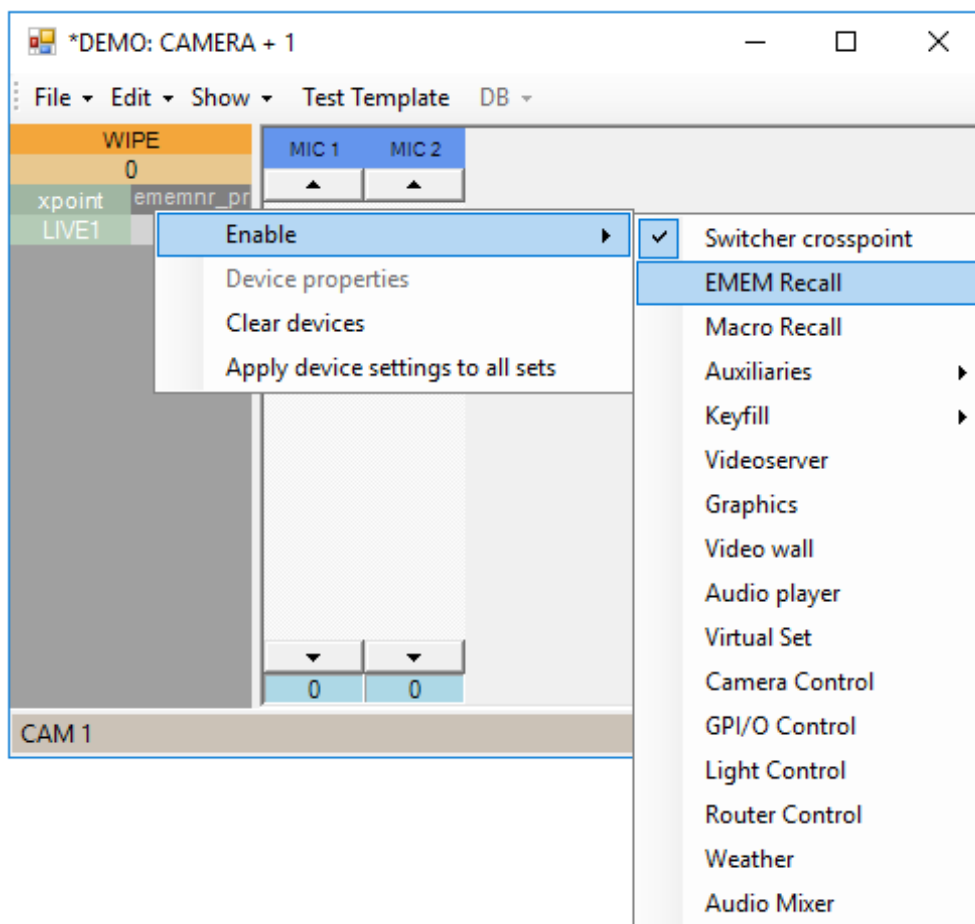 *DEMO: CAMERA + 1
File Edit Show Test Template DB
WIPE
0
MIC 1 MIC 2
xpoint ememnr_pr
LIVE1
Enable
Device properties
Clear devices
Apply device settings to all sets
Switcher crosspoint
EMEM Recall
Macro Recall
Auxiliaries
Keyfill
Videoserver
Graphics
Video wall
Audio player
Virtual Set
Camera Control
GPI/O Control
Light Control
Router Control
Weather
Audio Mixer
0 0
CAM 1